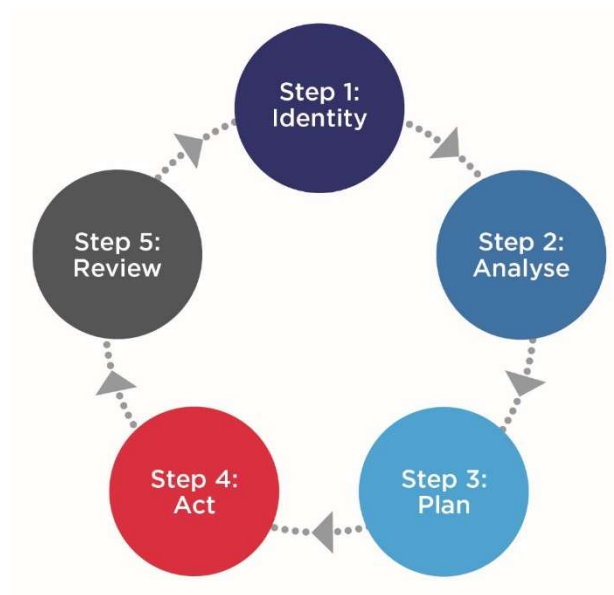 Step 1:
Identity
Step 2:
Analyse
Step 3:
Plan
Step 4:
Act
Step 5:
Review